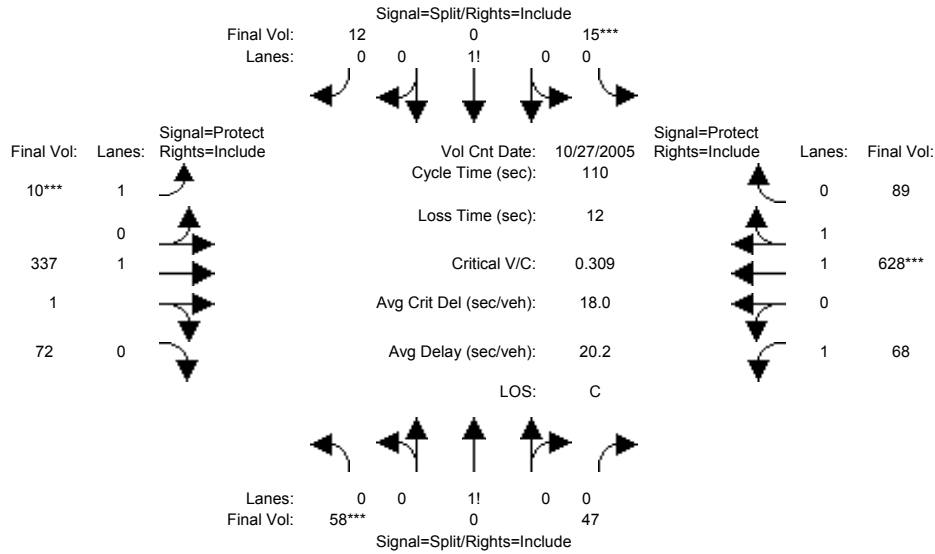 Signal=Split/Rights=Include
Final Vol: 12 0 15***
Lanes: 0 0 1! 0 0
Signal=Protect Signal=Protect
Final Vol: Lanes: Rights=Include Vol Cnt Date: 10/27/2005 Rights=Include Lanes: Final Vol:
Cycle Time (sec): 110
10*** 1 0 89
Loss Time (sec): 12
0 1
337 1 Critical V/C: 0.309 1 628***
1 0 Avg Crit Del (sec/veh): 18.0 0
72 0 Avg Delay (sec/veh): 20.2 1 68
LOS: C
Lanes: 0 0 1! 0 0
Final Vol: 58*** 0 47
Signal=Split/Rights=Include